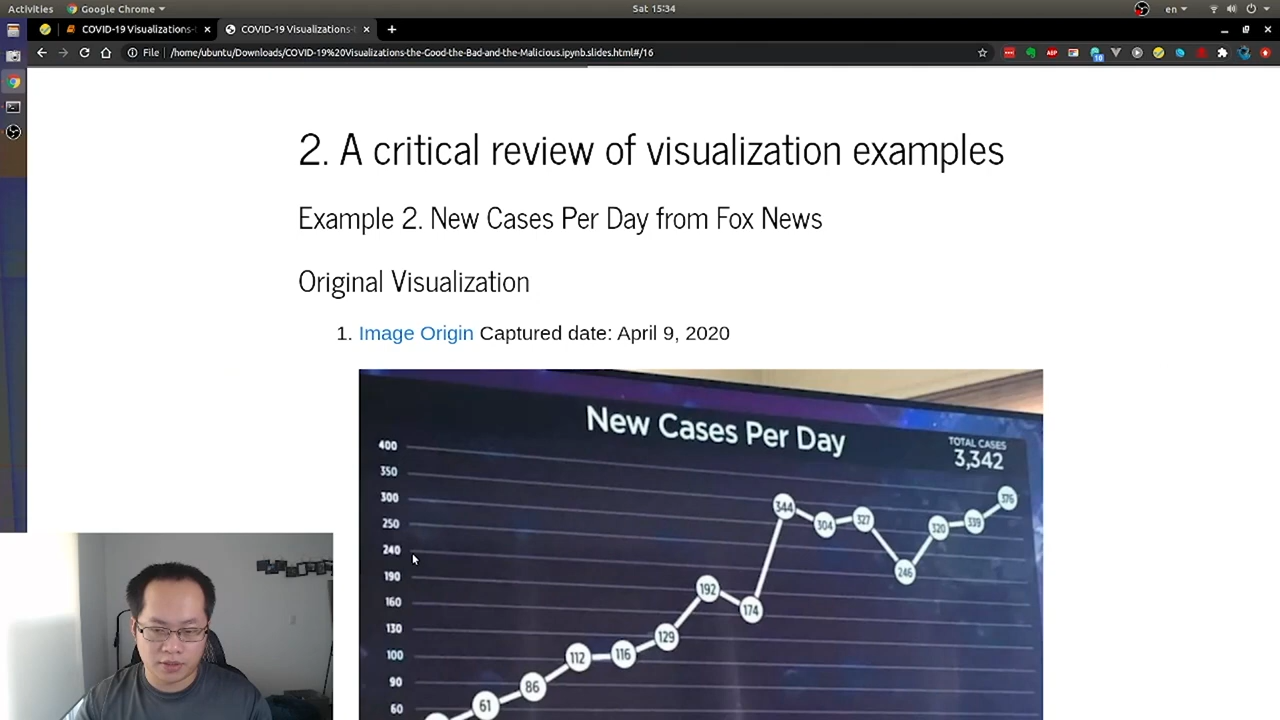 Activities
Google Chrome
Sat 15:34
en
COVID-19 Visualizations-t
COVID-19 Visualizations-t
File
/home/ubuntu/Downloads/COVID-19%20Visualizations-the-Good-the-Bad-and-the-Malicious.ipynb.slides.html#/16
ABP
10
2. A critical review of visualization examples
Example 2. New Cases Per Day from Fox News
Original Visualization
1. Image Origin Captured date: April 9, 2020
New Cases Per Day
TOTAL CASES
3,342
400
350
300
250
240
190
160
130
100
90
60
61
86
112
116
129
192
174
344
304
327
246
320
339
376